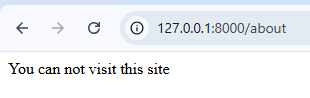 127.0.0.1:8000/about
You can not visit this site